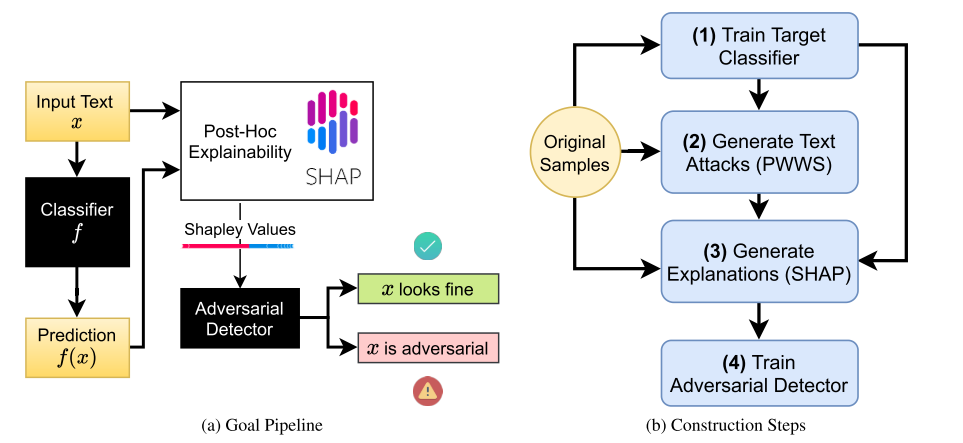 Input Text
x
Classifier
f
Prediction
f(x)
Post-Hoc
Explainability
SHAP
Shapley Values
Adversarial
Detector
x looks fine
x is adversarial
(a) Goal Pipeline
Original
Samples
(1) Train Target
Classifier
(2) Generate Text
Attacks (PWWS)
(3) Generate
Explanations (SHAP)
(4) Train
Adversarial Detector
(b) Construction Steps